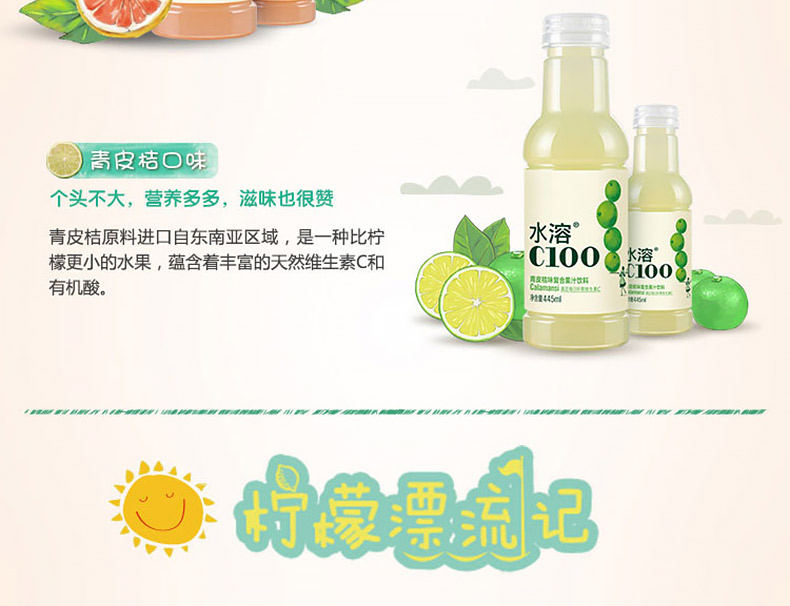 青皮桔口味
个头不大，营养多多，滋味也很赞
青皮桔原料进口自东南亚区域，是一种比柠
檬更小的水果，蕴含着丰富的天然维生素C和
有机酸。
水溶®
C100
青皮桔味复合果汁饮料
Calamansi
净含量445ml
水溶®
C100
445ml
柠檬漂流记